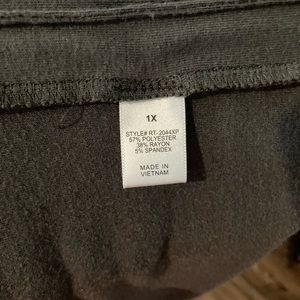 1X
STYLE# RT-2044XP
57% POLYESTER
38% RAYON
5% SPANDEX
MADE IN
VIETNAM